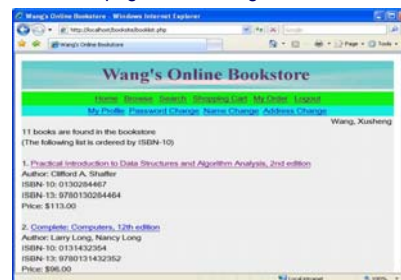 Wang's Online Bookstore - Windows Internet Explorer
http://localhost/bookstore/booklist.php
Wang's Online Bookstore
Page
Tools
Wang's Online Bookstore
Home Browse Search Shopping Cart My Order Logout
My Profile Password Change Name Change Address Change
Wang, Xusheng
11 books are found in the bookstore
(The following list is ordered by ISBN-10)
1. Practical Introduction to Data Structures and Algorithm Analysis, 2nd edition
Author: Clifford A. Shaffer
ISBN-10: 0130284467
ISBN-13: 9780130284464
Price: $113.00
2. Complete: Computers, 12th edition
Author: Larry Long, Nancy Long
ISBN-10: 0131432354
ISBN-13: 9780131432352
Price: $96.00
Local intranet